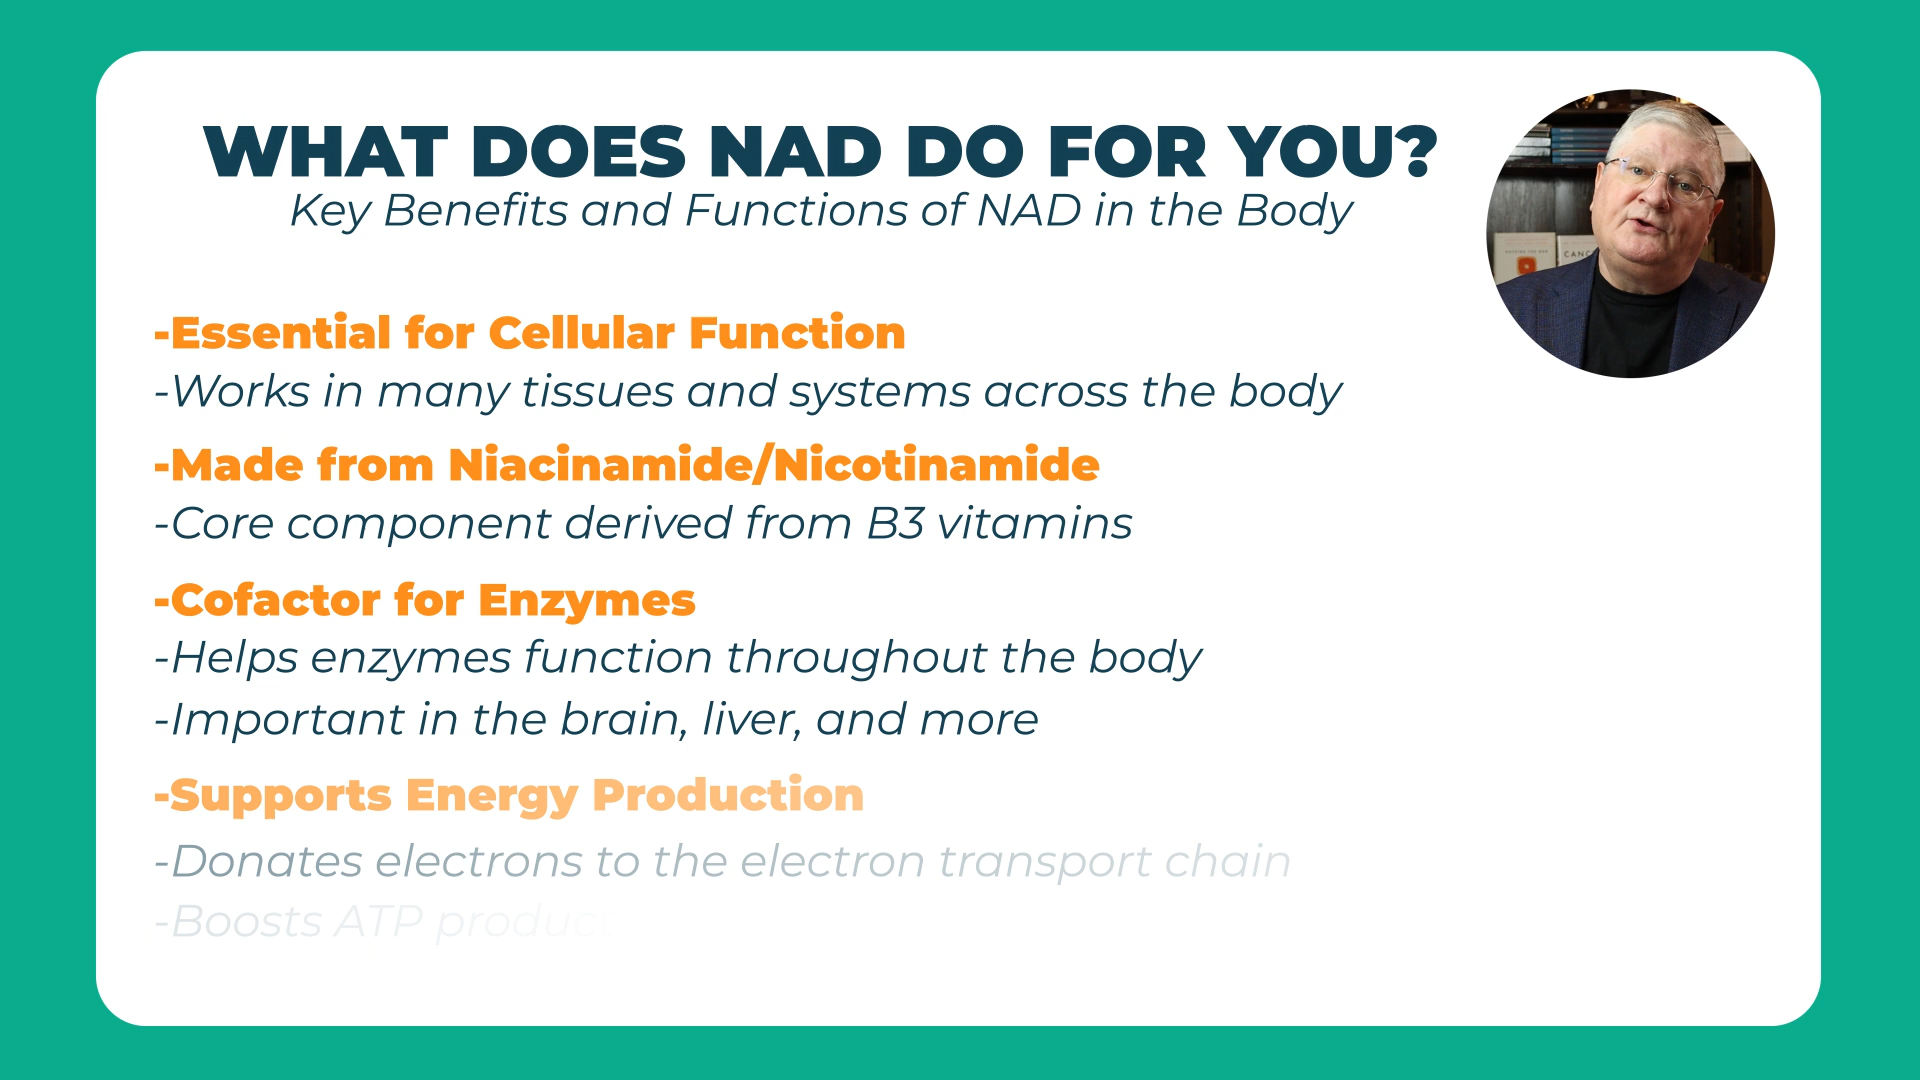 WHAT DOES NAD DO FOR YOU?
Key Benefits and Functions of NAD in the Body
-Essential for Cellular Function
-Works in many tissues and systems across the body
-Made from Niacinamide/Nicotinamide
-Core component derived from B3 vitamins
-Cofactor for Enzymes
-Helps enzymes function throughout the body
-Important in the brain, liver, and more
-Supports Energy Production
-Donates electrons to the electron transport chain
-Boosts ATP product
CANC